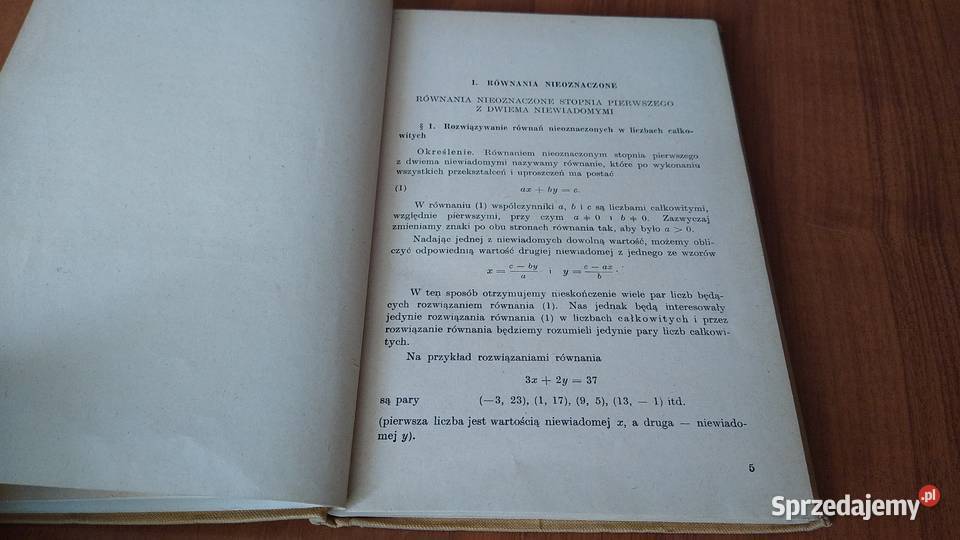 I. RÓWNANIA NIEOZNACZONE
RÓWNANIA NIEOZNACZONE STOPNIA PIERWSZEGO
Z DWIEMA NIEWIADOMYMI
§ 1. Rozwiązywanie równań nieoznaczonych w liczbach całko-
witych
Określenie. Równaniem nieoznaczonym stopnia pierwszego
z dwiema niewiadomymi nazywamy równanie, które po wykonaniu
wszystkich przekształceń i uproszczeń ma postać
(1) ax + by = c.
W równaniu (1) współczynniki a, b i c są liczbami całkowitymi,
względnie pierwszymi, przy czym a ≠ 0 i b ≠ 0. Zazwyczaj
zmieniamy znaki po obu stronach równania tak, aby było a > 0.
Nadając jednej z niewiadomych dowolną wartość, możemy obli-
czyć odpowiednią wartość drugiej niewiadomej z jednego ze wzorów
x = (c − by)/a i y = (c − ax)/b.
W ten sposób otrzymujemy nieskończenie wiele par liczb będą-
cych rozwiązaniem równania (1). Nas jednak będą interesowały
jedynie rozwiązania równania (1) w liczbach całkowitych i przez
rozwiązanie równania będziemy rozumieli jedynie pary liczb całkowi-
tych.
Na przykład rozwiązaniami równania
3x + 2y = 37
są pary (—3, 23), (1, 17), (9, 5), (13, — 1) itd.
(pierwsza liczba jest wartością niewiadomej x, a druga — niewiado-
mej y).
5
Sprzedajemy.pl